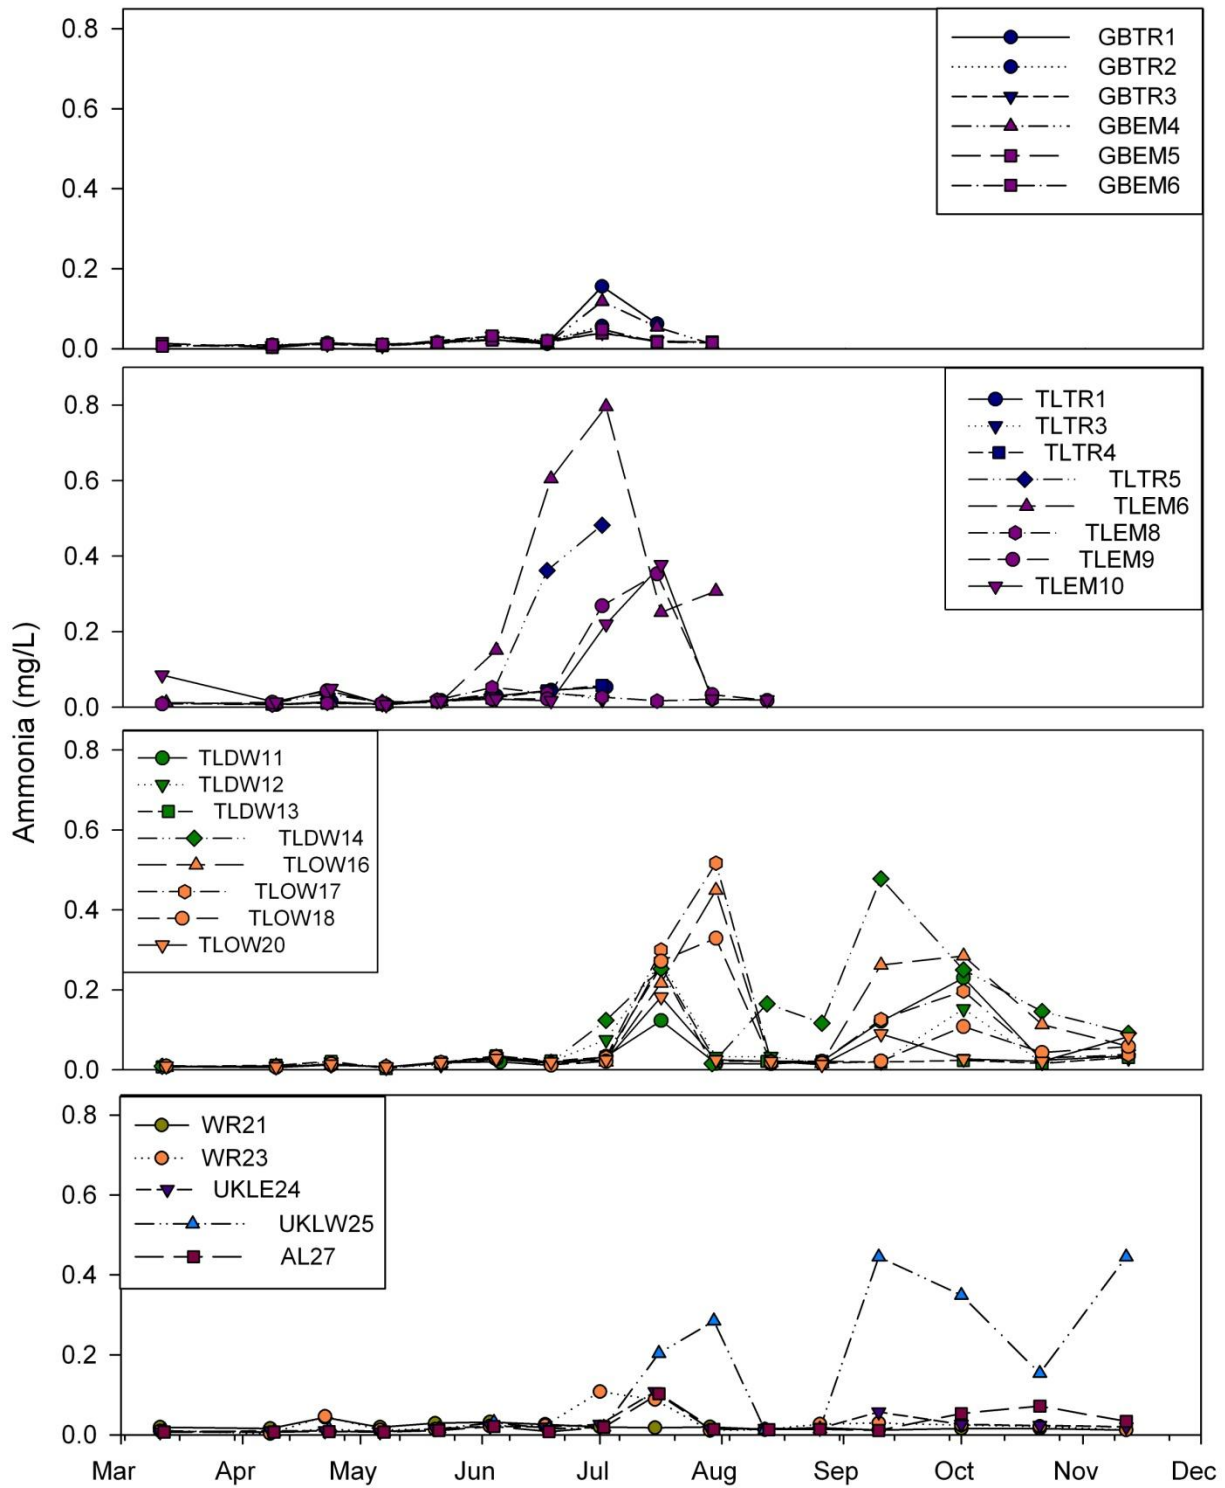 0.8
0.6
0.4
0.2
0.0
GBTR1
GBTR2
GBTR3
GBEM4
GBEM5
GBEM6
0.8
0.6
0.4
0.2
0.0
TLTR1
TLTR3
TLTR4
TLTR5
TLEM6
TLEM8
TLEM9
TLEM10
Ammonia (mg/L)
0.8
0.6
0.4
0.2
0.0
TLDW11
TLDW12
TLDW13
TLDW14
TLOW16
TLOW17
TLOW18
TLOW20
0.8
0.6
0.4
0.2
0.0
WR21
WR23
UKLE24
UKLW25
AL27
Mar Apr May Jun Jul Aug Sep Oct Nov Dec